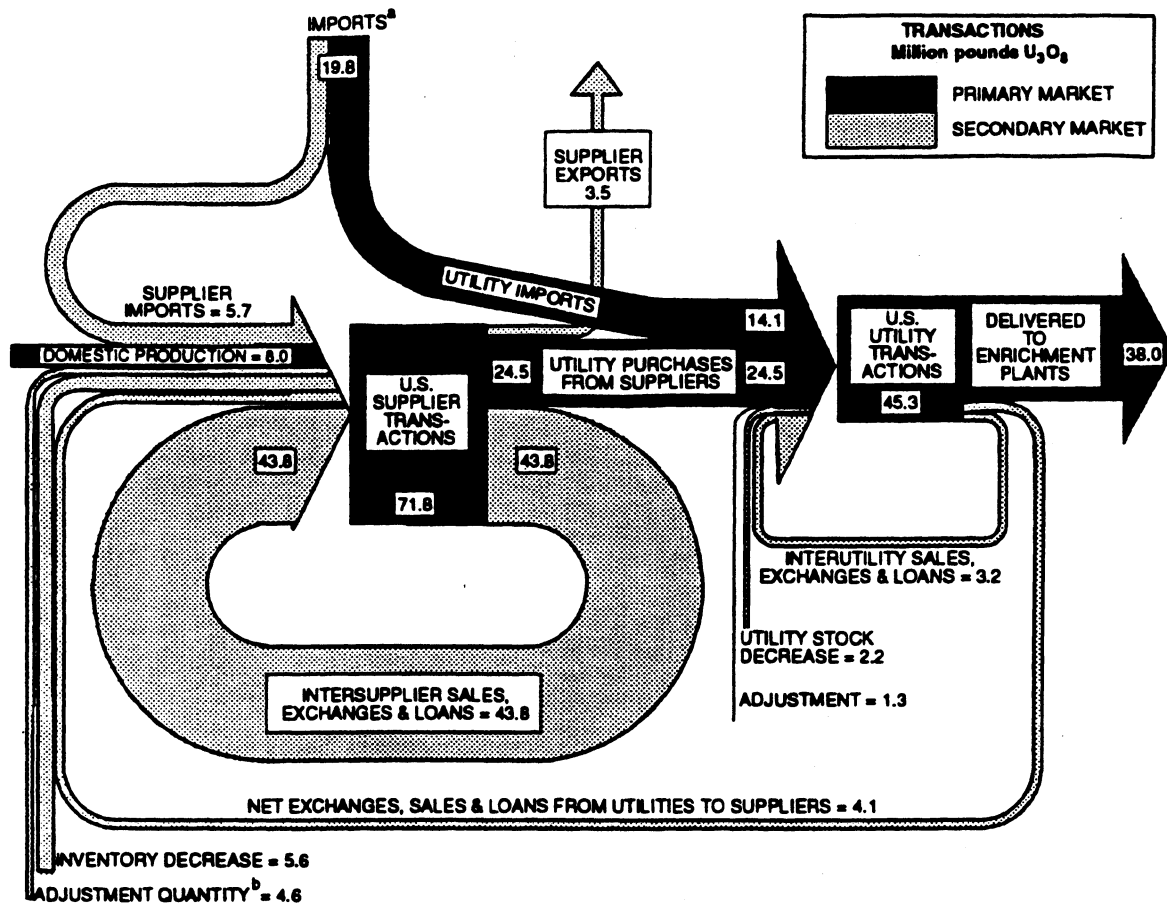 IMPORTSᵃ
19.8
TRANSACTIONS
Million pounds U₃O₈
PRIMARY MARKET
SECONDARY MARKET
SUPPLIER
EXPORTS
3.5
UTILITY IMPORTS
SUPPLIER
IMPORTS = 5.7
14.1
DOMESTIC PRODUCTION = 8.0
24.5
UTILITY PURCHASES
FROM SUPPLIERS
24.5
U.S.
UTILITY
TRANS-
ACTIONS
45.3
DELIVERED
TO
ENRICHMENT
PLANTS
38.0
U.S.
SUPPLIER
TRANS-
ACTIONS
43.8
43.8
71.8
INTERUTILITY SALES,
EXCHANGES & LOANS = 3.2
UTILITY STOCK
DECREASE = 2.2
ADJUSTMENT = 1.3
INTERSUPPLIER SALES,
EXCHANGES & LOANS = 43.8
NET EXCHANGES, SALES & LOANS FROM UTILITIES TO SUPPLIERS = 4.1
INVENTORY DECREASE = 5.6
ADJUSTMENT QUANTITYᵇ = 4.6